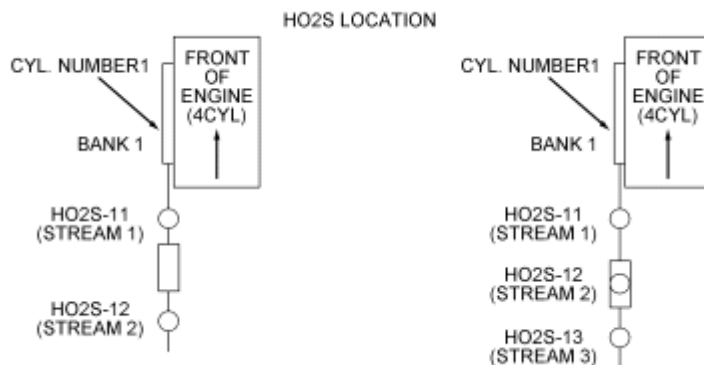 HO2S LOCATION
CYL. NUMBER1
FRONT
OF
ENGINE
(4CYL)
BANK 1
HO2S-11
(STREAM 1)
HO2S-12
(STREAM 2)
CYL. NUMBER1
FRONT
OF
ENGINE
(4CYL)
BANK 1
HO2S-11
(STREAM 1)
HO2S-12
(STREAM 2)
HO2S-13
(STREAM 3)